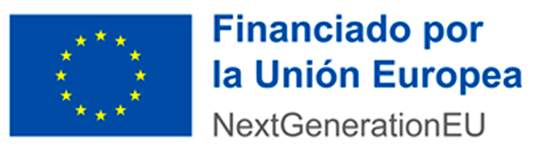 Financiado por
la Unión Europea
NextGenerationEU